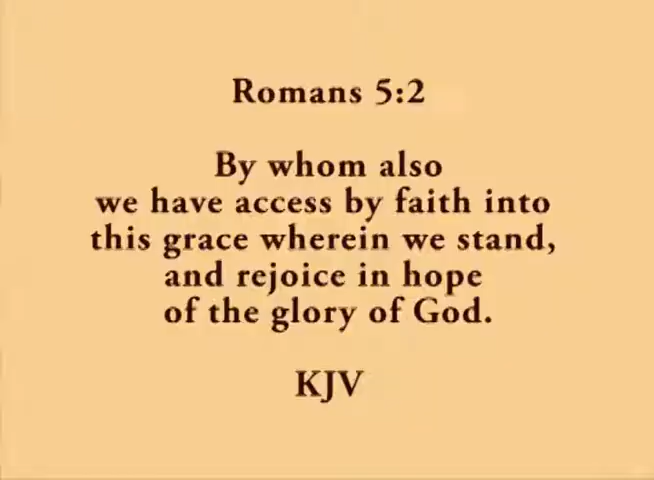 Romans 5:2
By whom also
we have access by faith into
this grace wherein we stand,
and rejoice in hope
of the glory of God.
KJV